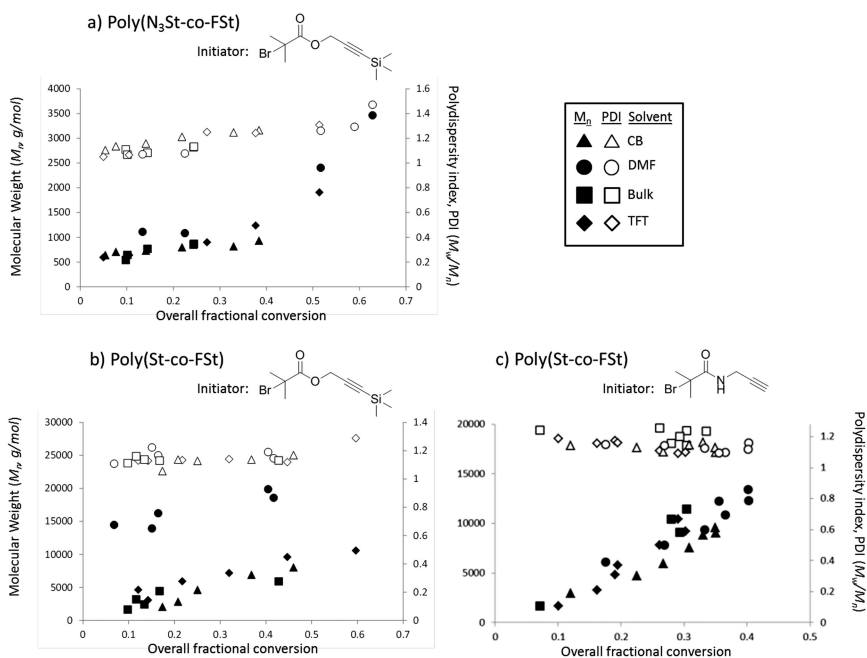 a) Poly(N₃St-co-FSt)
Initiator:
Br
O
O
Si
Molecular Weight (Mₙ, g/mol)
4000
3500
3000
2500
2000
1500
1000
500
0
0
0.1
0.2
0.3
0.4
0.5
0.6
0.7
Overall fractional conversion
1.6
1.4
1.2
1
0.8
0.6
0.4
0.2
0
Polydispersity index, PDI (M_w/Mₙ)
Mₙ PDI Solvent
CB
DMF
Bulk
TFT
b) Poly(St-co-FSt)
Initiator:
Br
O
O
Si
Molecular Weight (Mₙ, g/mol)
30000
25000
20000
15000
10000
5000
0
0
0.1
0.2
0.3
0.4
0.5
0.6
0.7
Overall fractional conversion
1.4
1.2
1
0.8
0.6
0.4
0.2
0
c) Poly(St-co-FSt)
Initiator:
Br
O
N
H
20000
15000
10000
5000
0
0
0.1
0.2
0.3
0.4
0.5
Overall fractional conversion
1.2
1
0.8
0.6
0.4
0.2
0
Polydispersity index, PDI (M_w/Mₙ)